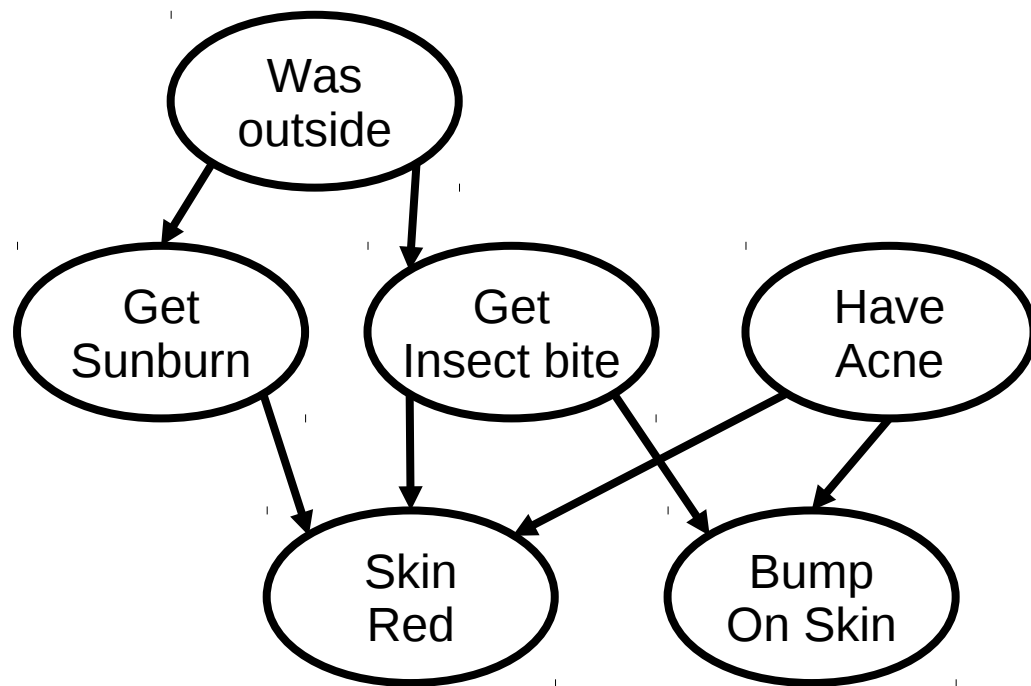 Was
outside
Get
Sunburn
Get
Insect bite
Have
Acne
Skin
Red
Bump
On Skin